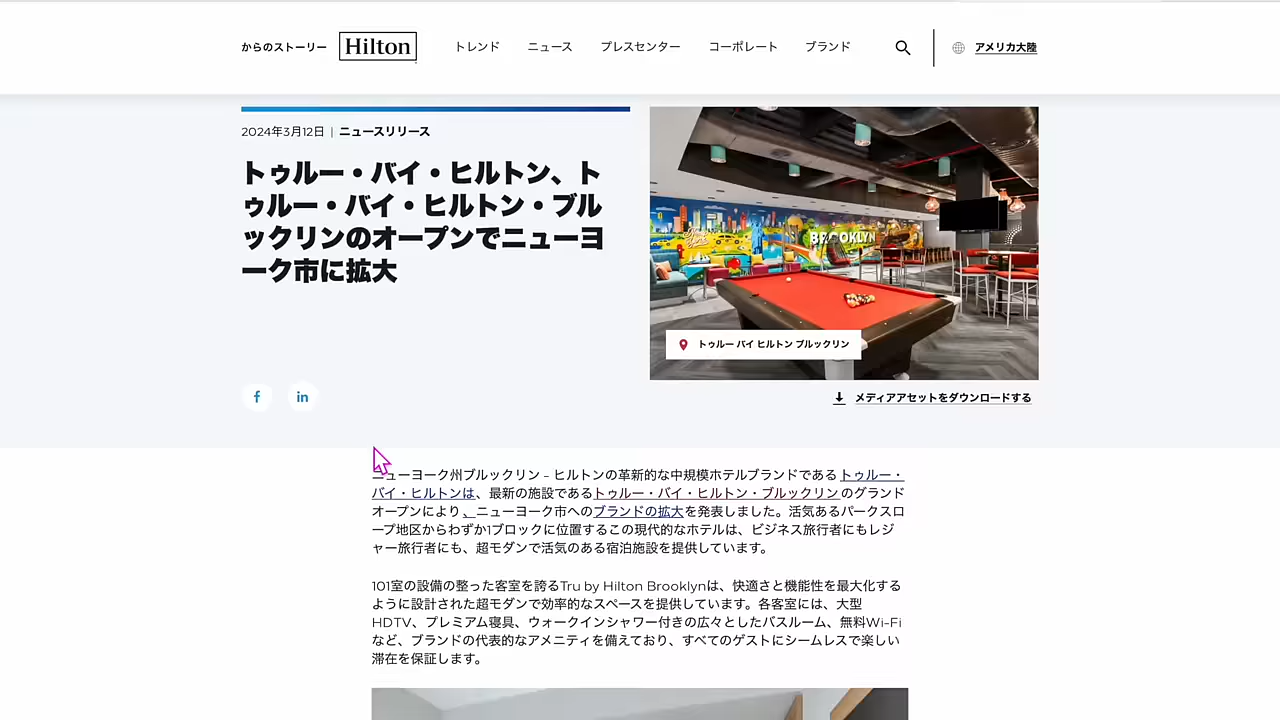 からのストーリー Hilton トレンド ニュース プレスセンター コーポレート ブランド アメリカ大陸
2024年3月12日 | ニュースリリース
トゥルー・バイ・ヒルトン、ト
ゥルー・バイ・ヒルトン・ブル
ックリンのオープンでニューヨ
ーク市に拡大
BROOKLYN
トゥルー バイ ヒルトン ブルックリン
f in
メディアアセットをダウンロードする
ニューヨーク州ブルックリン - ヒルトンの革新的な中規模ホテルブランドである トゥルー・
バイ・ヒルトンは、最新の施設であるトゥルー・バイ・ヒルトン・ブルックリン のグランド
オープンにより 、ニューヨーク市へのブランドの拡大を発表しました。活気あるパークスロ
ープ地区からわずか1ブロックに位置するこの現代的なホテルは、ビジネス旅行者にもレジ
ャー旅行者にも、超モダンで活気のある宿泊施設を提供しています。
101室の設備の整った客室を誇るTru by Hilton Brooklynは、快適さと機能性を最大化する
ように設計された超モダンで効率的なスペースを提供しています。各客室には、大型
HDTV、プレミアム寝具、ウォークインシャワー付きの広々としたバスルーム、無料Wi-Fi
など、ブランドの代表的なアメニティを備えており、すべてのゲストにシームレスで楽しい
滞在を保証します。